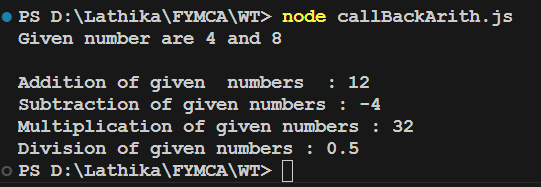 PS D:\Lathika\FYMCA\WT> node callBackArith.js
Given number are 4 and 8
Addition of given  numbers  : 12
Subtraction of given numbers : -4
Multiplication of given numbers : 32
Division of given numbers : 0.5
PS D:\Lathika\FYMCA\WT>